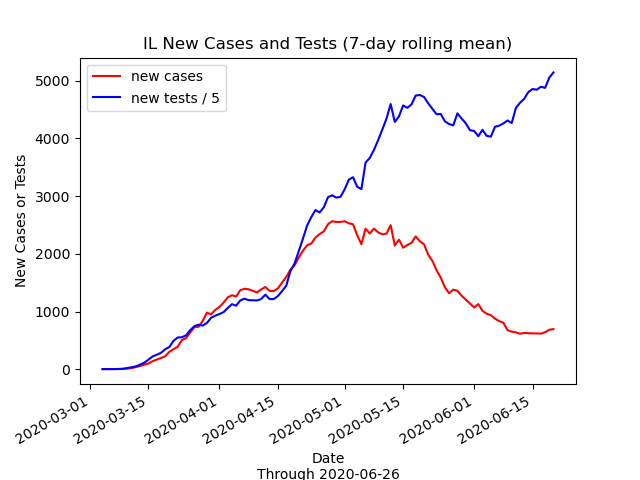 IL New Cases and Tests (7-day rolling mean)
new cases
new tests / 5
New Cases or Tests
5000
4000
3000
2000
1000
0
2020-03-01
2020-03-15
2020-04-01
2020-04-15
2020-05-01
2020-05-15
2020-06-01
2020-06-15
Date
Through 2020-06-26